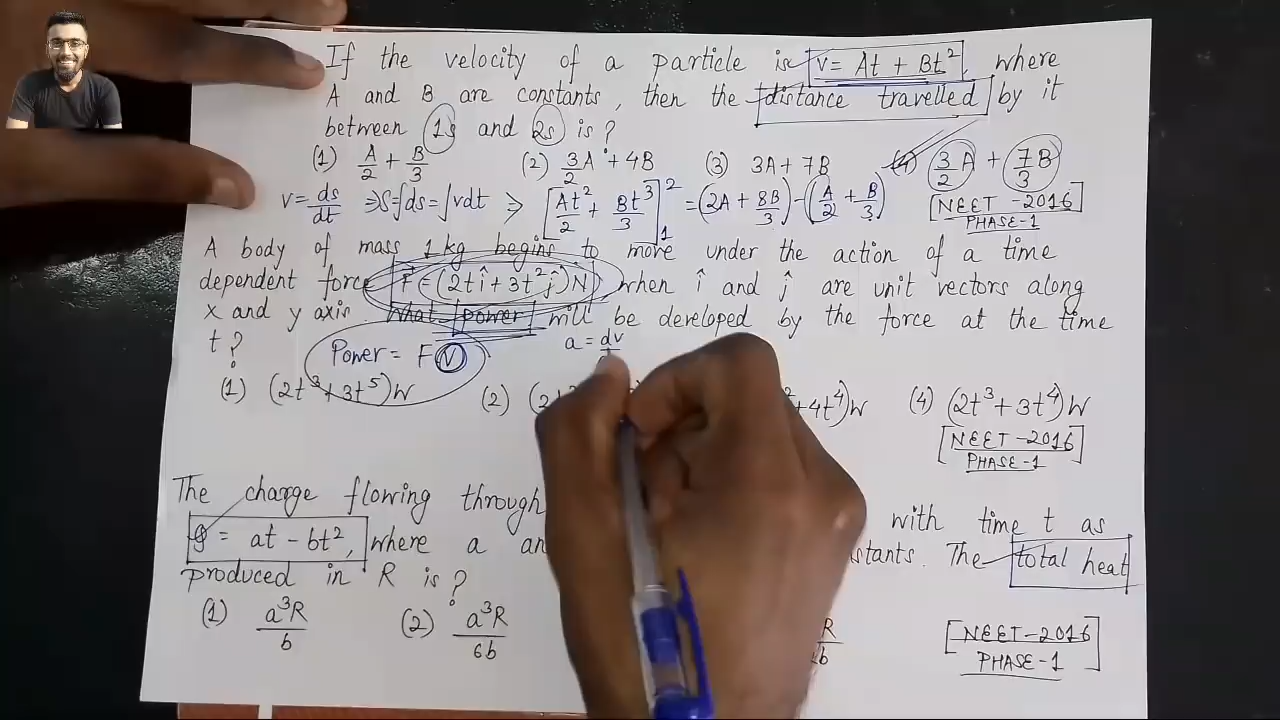 If the velocity of a particle is v = At + Bt², where
A and B are constants, then the distance travelled by it
between 1s and 2s is?
(1) A/2 + B/3 (2) 3/2 A + 4B (3) 3A + 7B (4) 3/2 A + 7B/3
v = ds/dt ⇒ S=∫ds = ∫vdt ⇒ [At²/2 + Bt³/3]₁² = (2A + 8B/3) - (A/2 + B/3)
[NEET-2016]
PHASE-1
A body of mass 1 kg begins to move under the action of a time
dependent force F = (2tî + 3t²ĵ)N when î and ĵ are unit vectors along
x and y axis What power will be developed by the force at the time
t?
Power = FV a = dv
(1) (2t³+3t⁵)W (2) +4t⁴)W (4) (2t³+3t⁴)W
[NEET-2016]
PHASE-1
The charge flowing through with time t as
= at - bt², where a stants. The total heat
produced in R is?
(1) a³R/b (2) a³R/6b
[NEET-2016]
PHASE-1